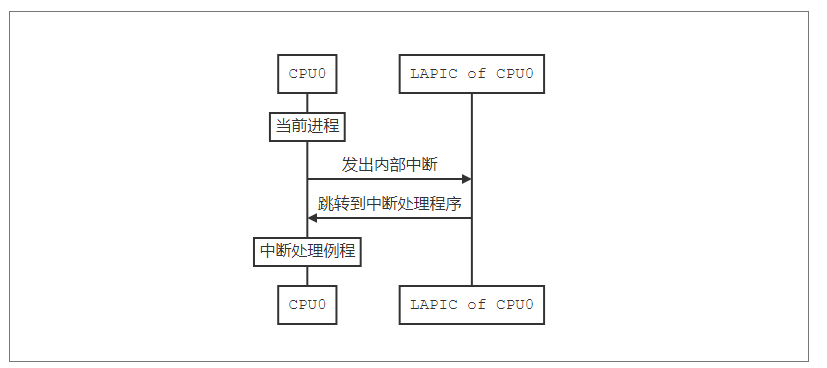 CPU0
LAPIC of CPU0
当前进程
发出内部中断
跳转到中断处理程序
中断处理例程
CPU0
LAPIC of CPU0